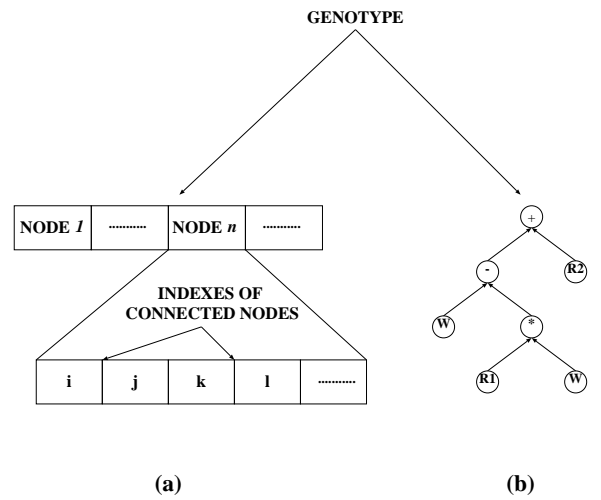 GENOTYPE
NODE 1 ........... NODE n ...........
+
- R2
INDEXES OF
CONNECTED NODES
W *
i j k l ...........
R1 W
(a) (b)